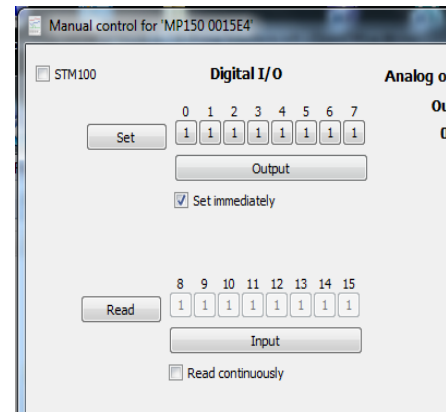 Manual control for 'MP150 0015E4'
STM100
Digital I/O
Analog o
Ou
0 1 2 3 4 5 6 7
Set
1 1 1 1 1 1 1 1
Output
Set immediately
8 9 10 11 12 13 14 15
Read
1 1 1 1 1 1 1 1
Input
Read continuously